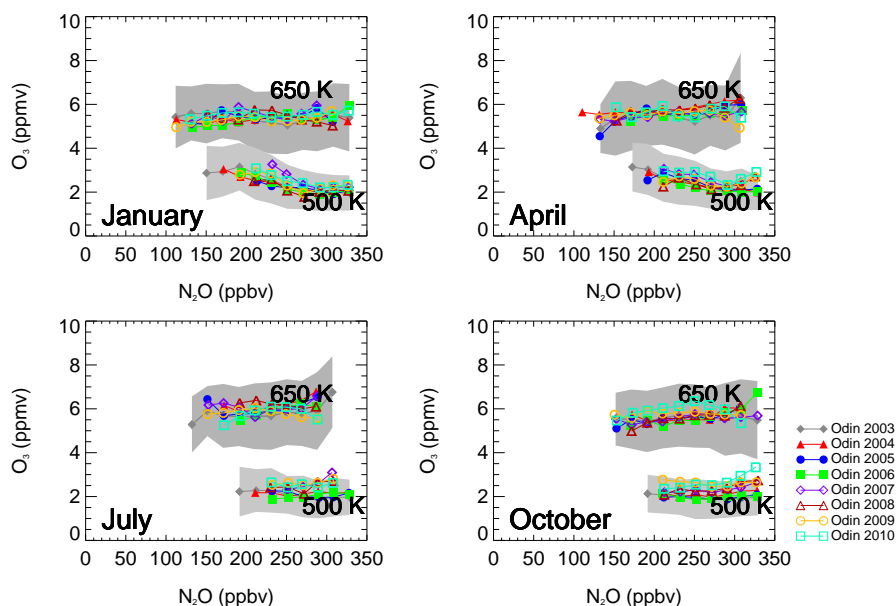 10
8
6
4
2
0
O₃ (ppmv)
650 K
500 K
January
0 50 100 150 200 250 300 350
N₂O (ppbv)
10
8
6
4
2
0
O₃ (ppmv)
650 K
500 K
April
0 50 100 150 200 250 300 350
N₂O (ppbv)
10
8
6
4
2
0
O₃ (ppmv)
650 K
500 K
July
0 50 100 150 200 250 300 350
N₂O (ppbv)
10
8
6
4
2
0
O₃ (ppmv)
650 K
500 K
October
0 50 100 150 200 250 300 350
N₂O (ppbv)
Odin 2003
Odin 2004
Odin 2005
Odin 2006
Odin 2007
Odin 2008
Odin 2009
Odin 2010